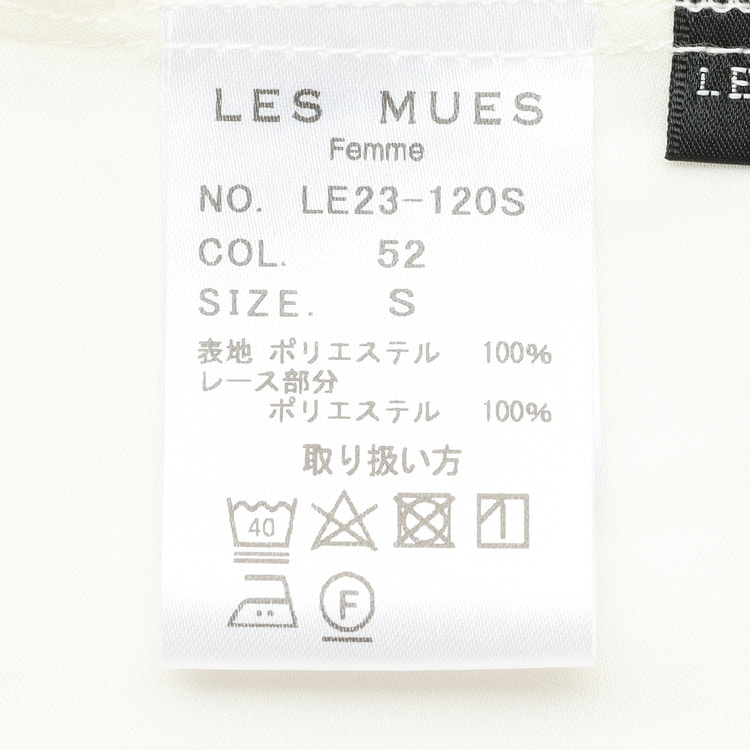 LES MUES
Femme
NO. LE23-120S
COL. 52
SIZE. S
表地 ポリエステル 100%
レース部分
ポリエステル 100%
取り扱い方
40
F